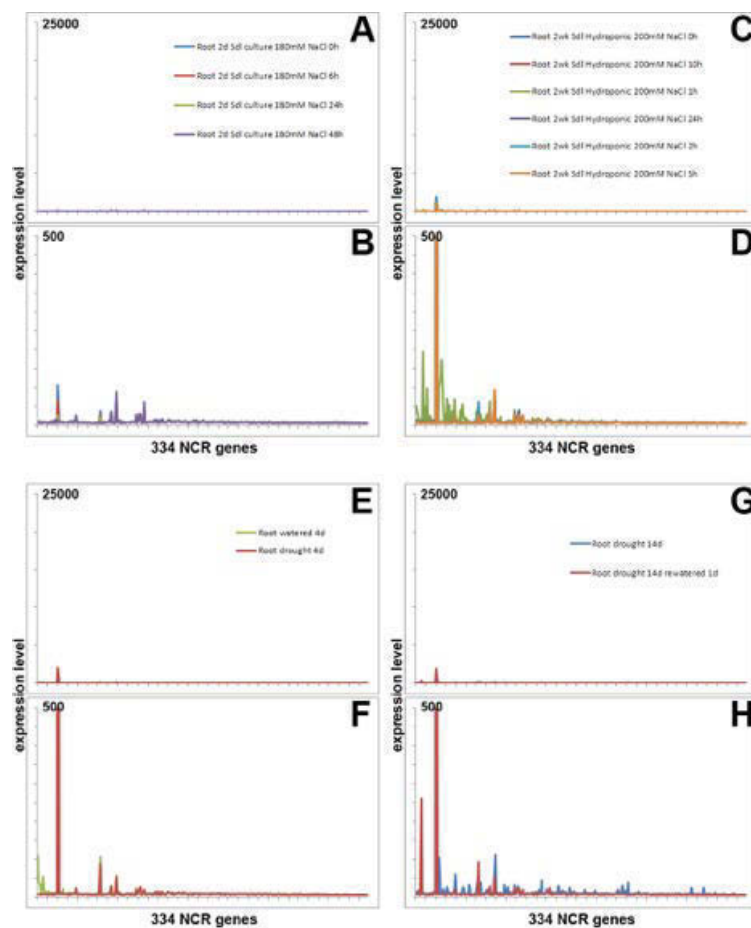 25000
A
Root 2d Sdl culture 180mM NaCl 0h
Root 2d Sdl culture 180mM NaCl 6h
Root 2d Sdl culture 180mM NaCl 24h
Root 2d Sdl culture 180mM NaCl 48h
expression level
500
B
334 NCR genes
25000
C
Root 2wk Sdl Hydroponic 200mM NaCl 0h
Root 2wk Sdl Hydroponic 200mM NaCl 10h
Root 2wk Sdl Hydroponic 200mM NaCl 1h
Root 2wk Sdl Hydroponic 200mM NaCl 24h
Root 2wk Sdl Hydroponic 200mM NaCl 2h
Root 2wk Sdl Hydroponic 200mM NaCl 5h
expression level
500
D
334 NCR genes
25000
E
Root watered 4d
Root drought 4d
expression level
500
F
334 NCR genes
25000
G
Root drought 14d
Root drought 14d rewatered 1d
expression level
500
H
334 NCR genes